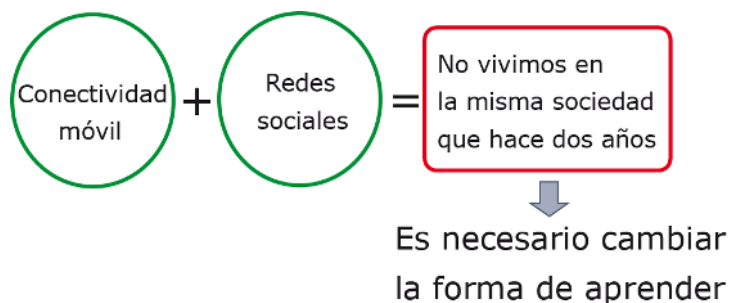 Conectividad
móvil
+
Redes
sociales
=
No vivimos en
la misma sociedad
que hace dos años
Es necesario cambiar
la forma de aprender